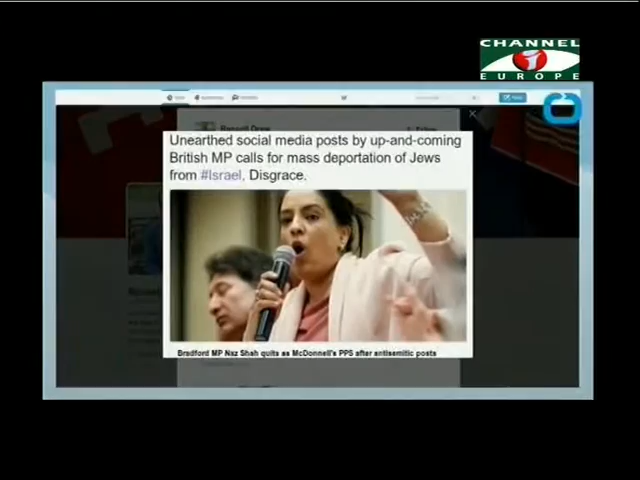 CHANNEL
i
EUROPE
Unearthed social media posts by up-and-coming
British MP calls for mass deportation of Jews
from #Israel, Disgrace.
Bradford MP Naz Shah quits as McDonnell's PPS after antisemitic posts